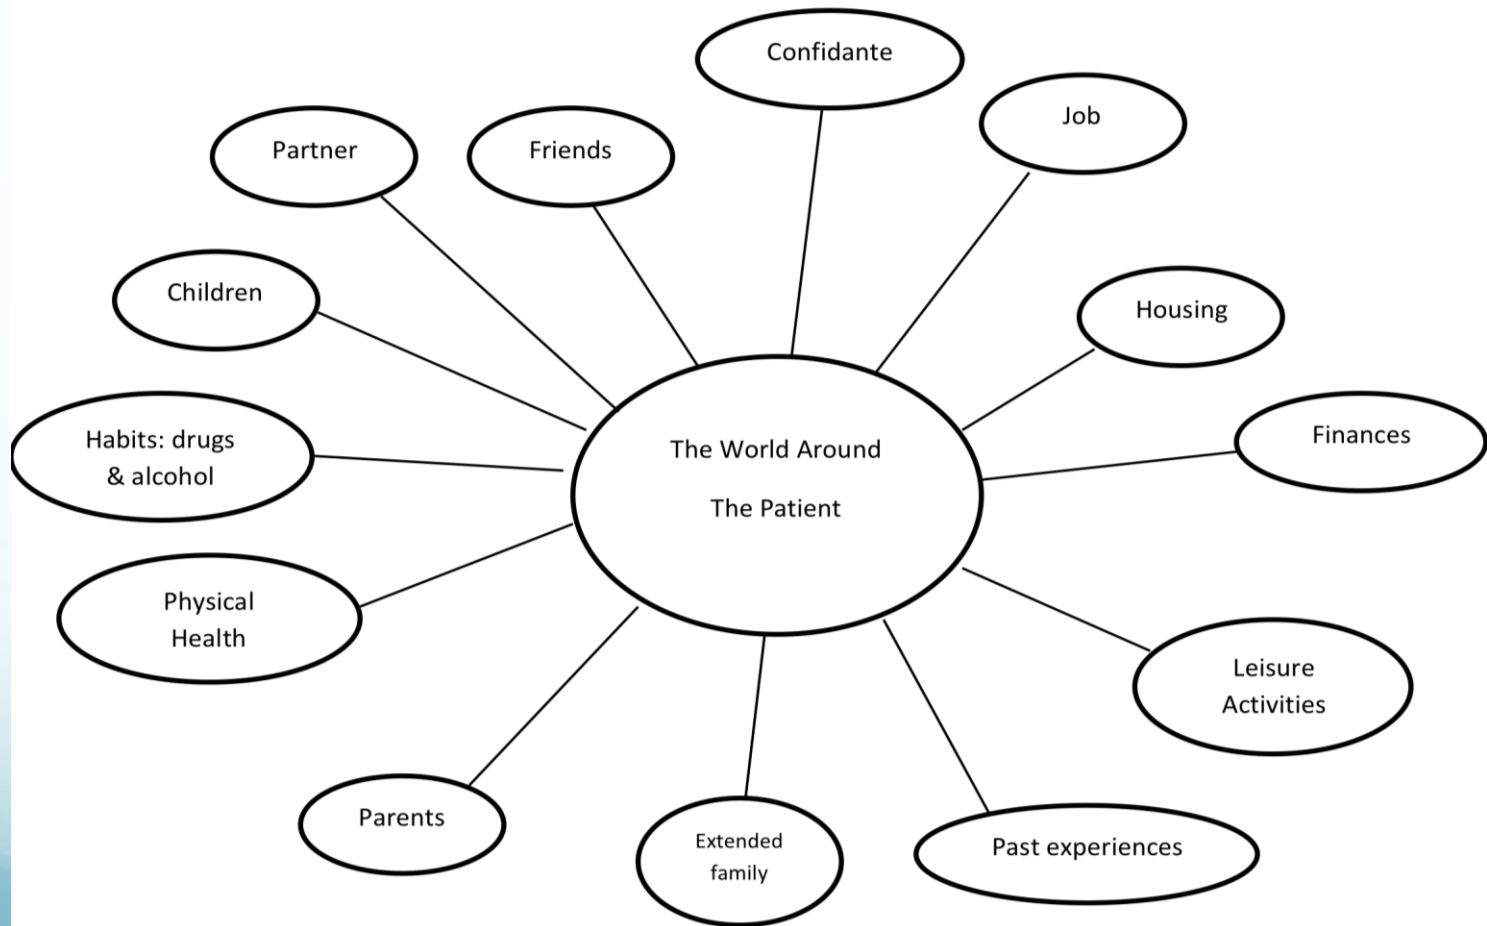 Confidante
Job
Partner
Friends
Children
Housing
Habits: drugs
& alcohol
The World Around
The Patient
Finances
Physical
Health
Leisure
Activities
Parents
Extended
family
Past experiences